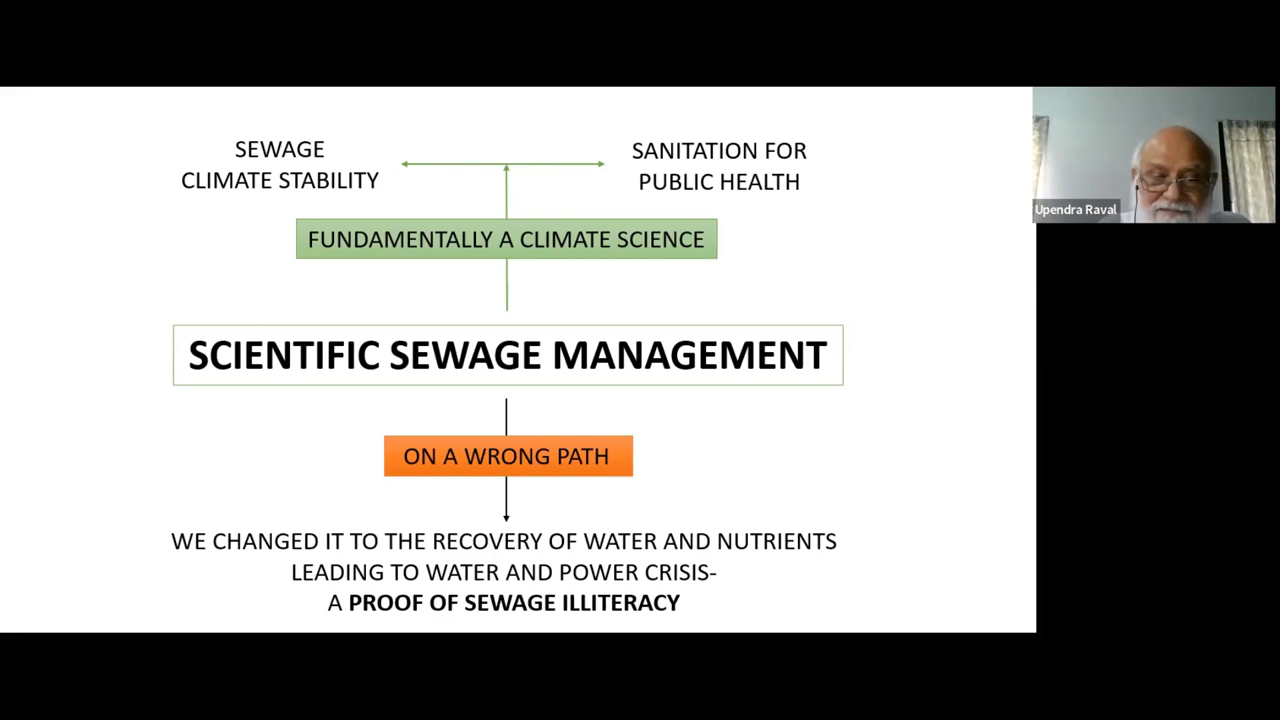 SEWAGE
CLIMATE STABILITY
SANITATION FOR
PUBLIC HEALTH
FUNDAMENTALLY A CLIMATE SCIENCE
SCIENTIFIC SEWAGE MANAGEMENT
ON A WRONG PATH
WE CHANGED IT TO THE RECOVERY OF WATER AND NUTRIENTS
LEADING TO WATER AND POWER CRISIS-
A PROOF OF SEWAGE ILLITERACY
Upendra Raval